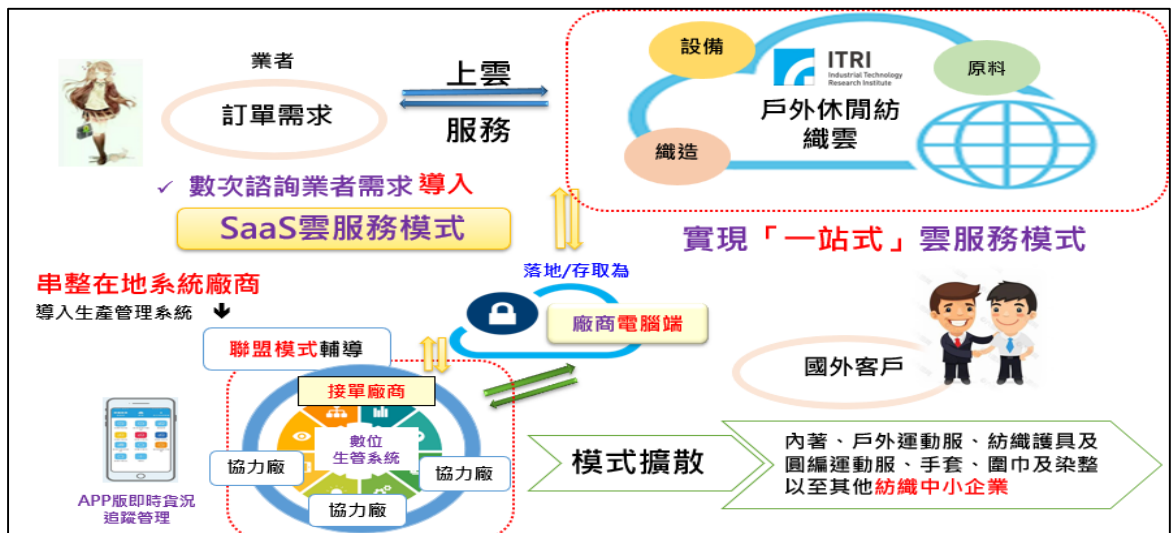 業者
訂單需求
上雲
服務
設備
ITRI
Industrial Technology
Research Institute
原料
戶外休閒紡
織雲
織造
✓ 數次諮詢業者需求導入
SaaS雲服務模式
實現「一站式」雲服務模式
串整在地系統廠商
導入生產管理系統
落地/存取為
廠商電腦端
聯盟模式輔導
接單廠商
數位
生管系統
協力廠
協力廠
協力廠
APP版即時貨況
追蹤管理
國外客戶
模式擴散
內著、戶外運動服、紡織護具及
圓編運動服、手套、圍巾及染整
以至其他紡織中小企業